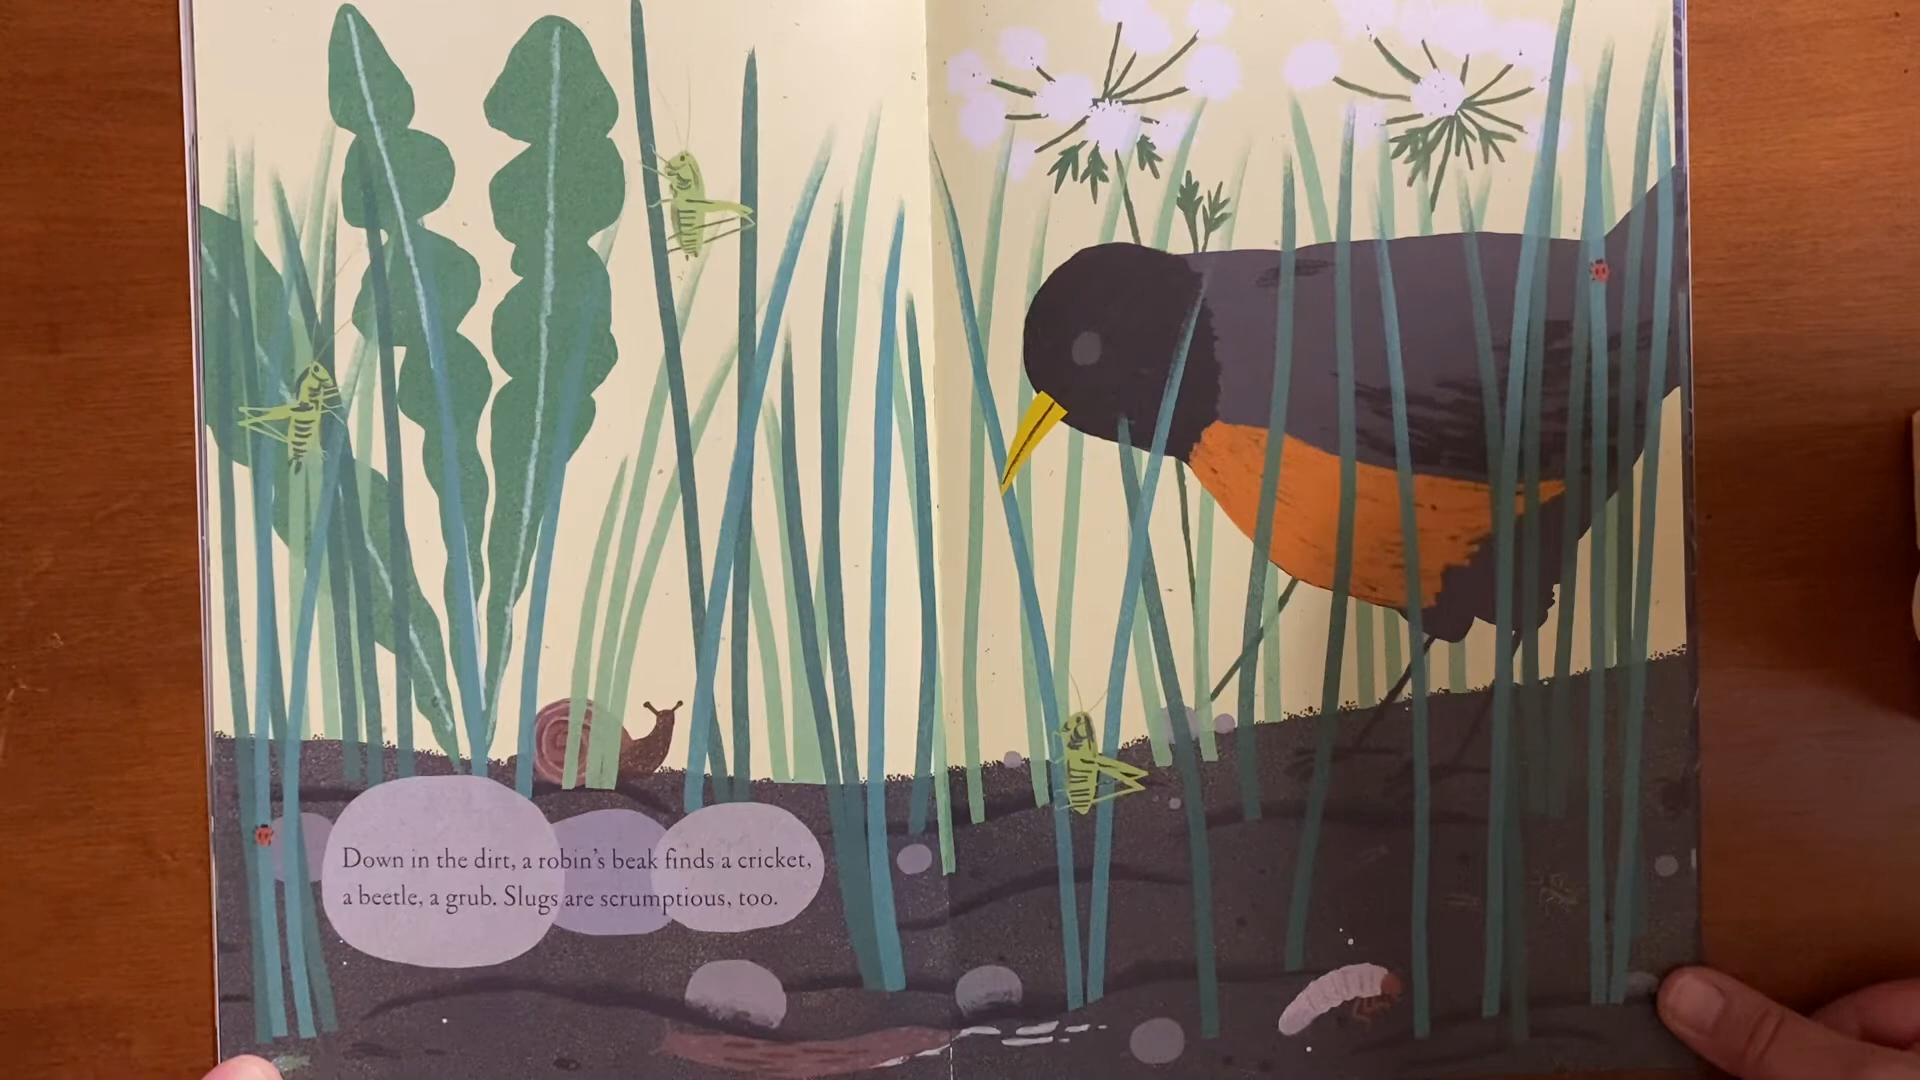 Down in the dirt, a robin's beak finds a cricket,
a beetle, a grub. Slugs are scrumptious, too.